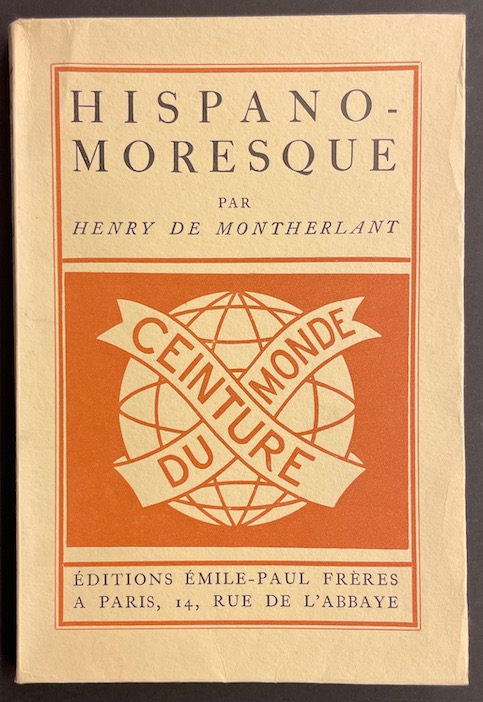 HISPANO-
MORESQUE
PAR
HENRY DE MONTHERLANT
CEINTURE
DU MONDE
ÉDITIONS ÉMILE-PAUL FRÈRES
A PARIS, 14, RUE DE L'ABBAYE